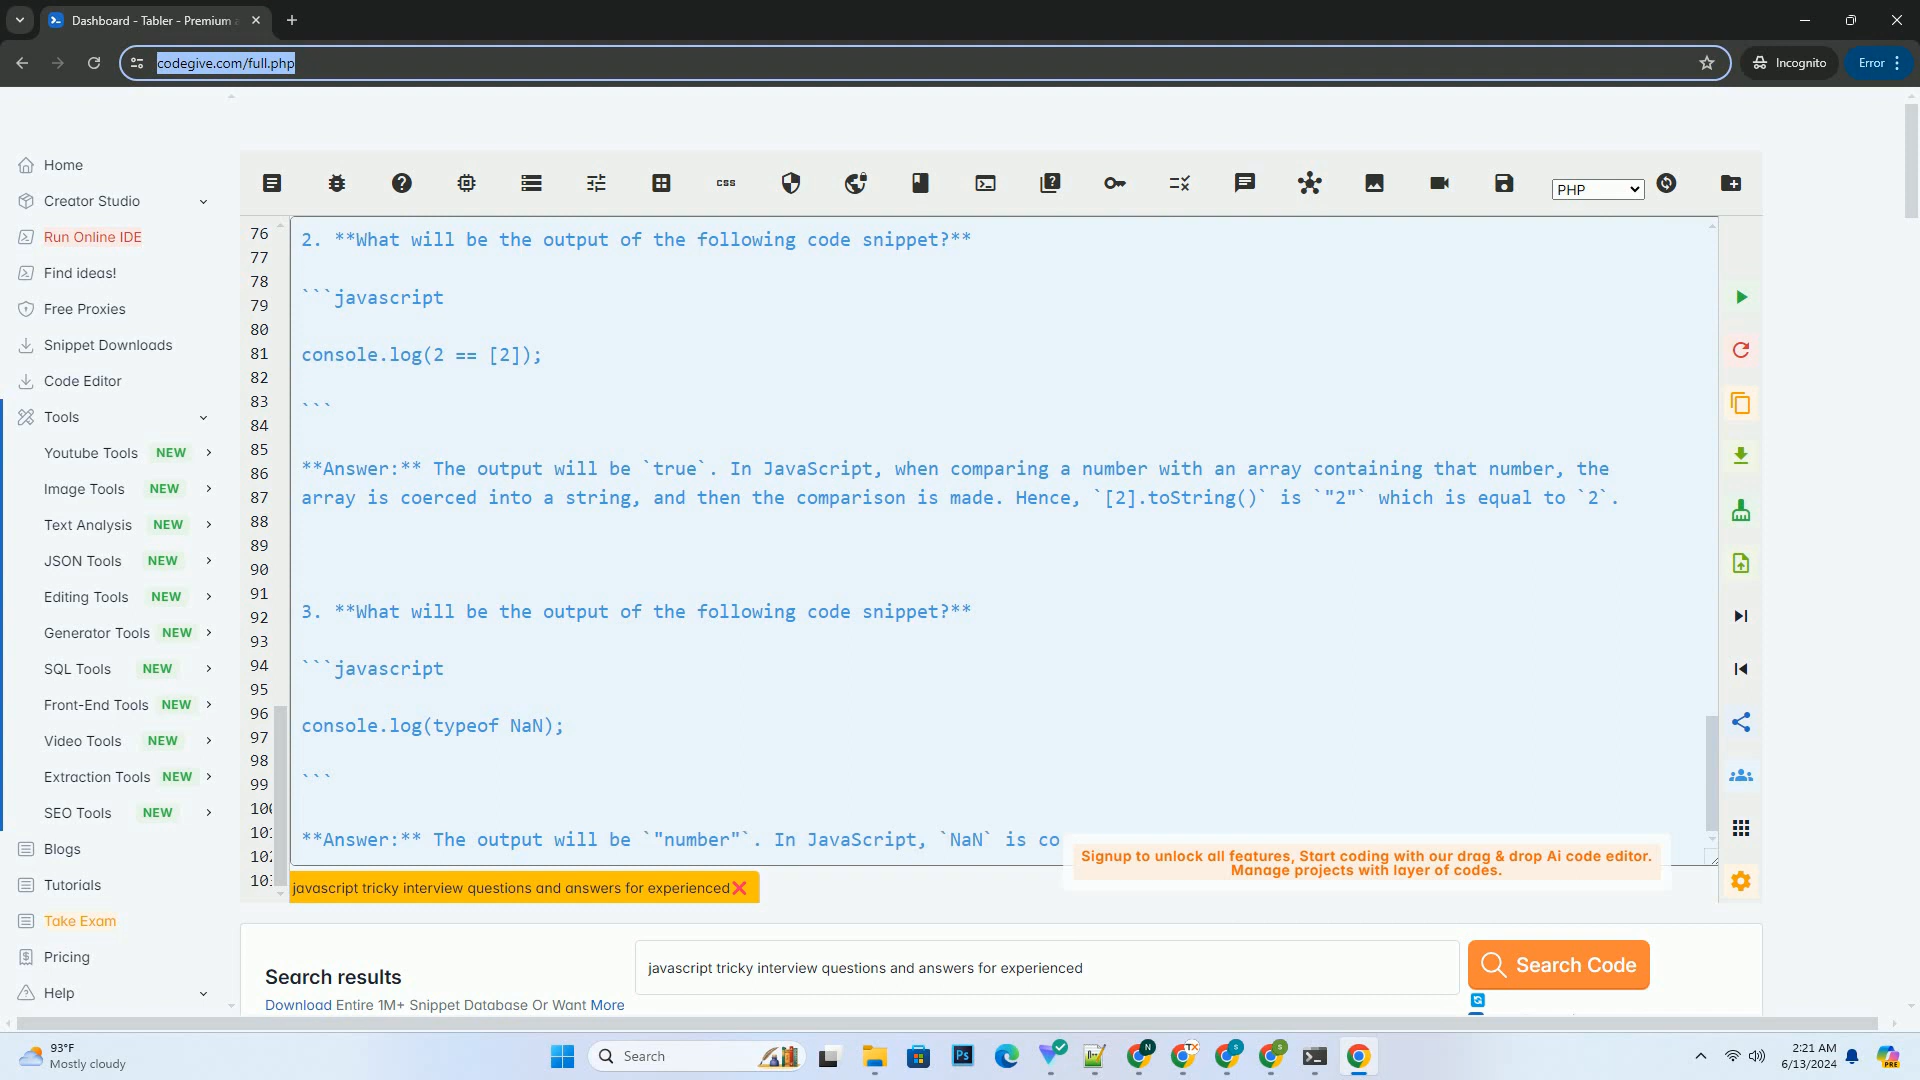 Dashboard - Tabler - Premium
codegive.com/full.php
Incognito
Error
Home
Creator Studio
Run Online IDE
Find ideas!
Free Proxies
Snippet Downloads
Code Editor
Tools
Youtube Tools NEW
Image Tools NEW
Text Analysis NEW
JSON Tools NEW
Editing Tools NEW
Generator Tools NEW
SQL Tools NEW
Front-End Tools NEW
Video Tools NEW
Extraction Tools NEW
SEO Tools NEW
Blogs
Tutorials
Take Exam
Pricing
Help
css
PHP
76
77
78
79
80
81
82
83
84
85
86
87
88
89
90
91
92
93
94
95
96
97
98
99
2. **What will be the output of the following code snippet?**
```javascript
console.log(2 == [2]);
```
**Answer:** The output will be `true`. In JavaScript, when comparing a number with an array containing that number, the
array is coerced into a string, and then the comparison is made. Hence, `[2].toString()` is `"2"` which is equal to `2`.
3. **What will be the output of the following code snippet?**
```javascript
console.log(typeof NaN);
```
**Answer:** The output will be `"number"`. In JavaScript, `NaN` is co
Signup to unlock all features, Start coding with our drag & drop Ai code editor.
Manage projects with layer of codes.
javascript tricky interview questions and answers for experienced❌
Search results
Download Entire 1M+ Snippet Database Or Want More
javascript tricky interview questions and answers for experienced
Search Code
93°F
Mostly cloudy
Search
2:21 AM
6/13/2024